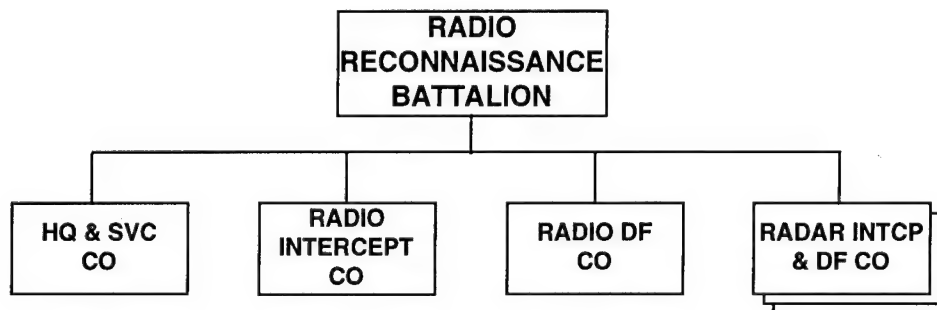 RADIO
RECONNAISSANCE
BATTALION
HQ & SVC
CO
RADIO
INTERCEPT
CO
RADIO DF
CO
RADAR INTCP
& DF CO